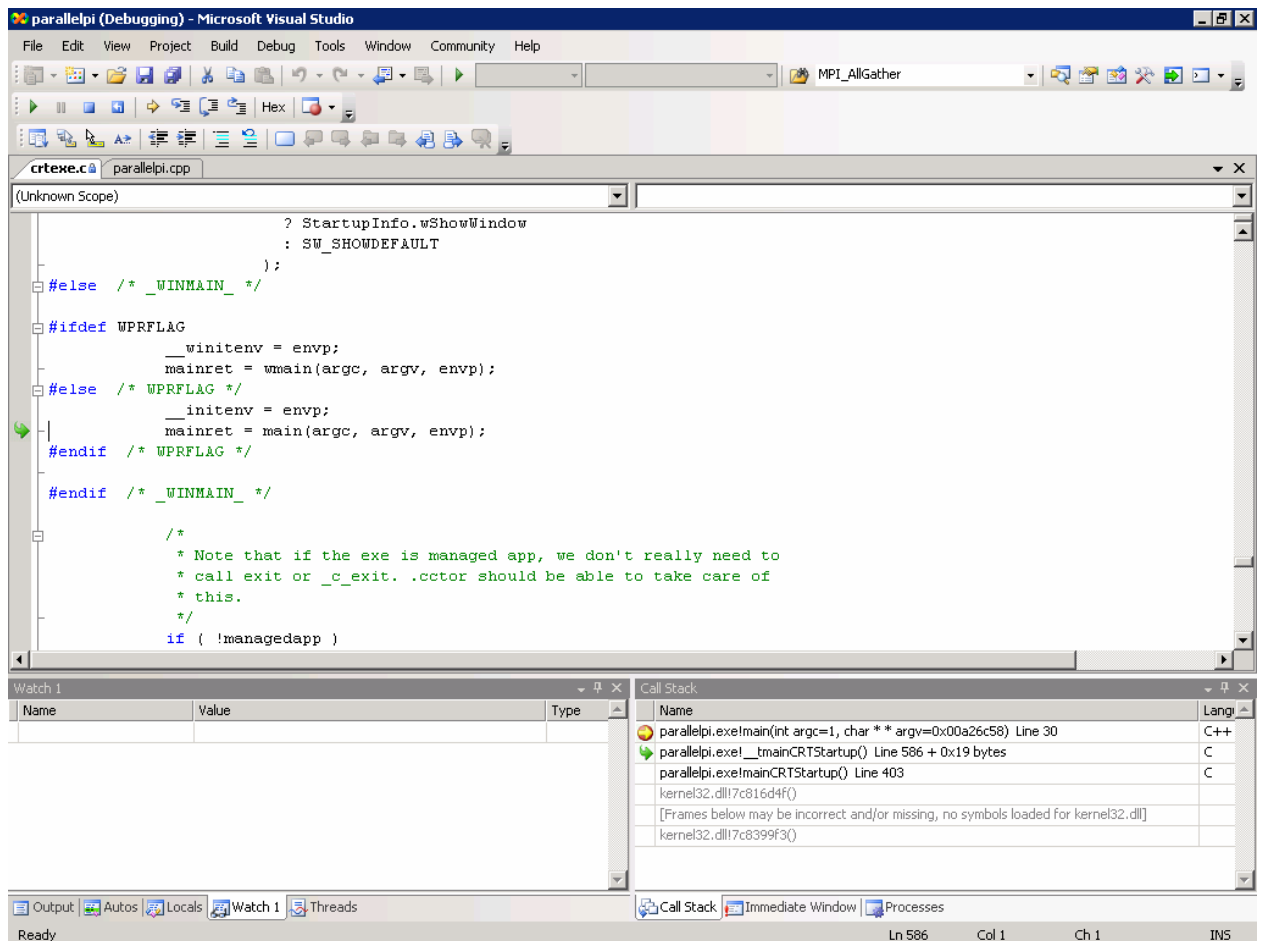 parallelpi (Debugging) - Microsoft Visual Studio
File Edit View Project Build Debug Tools Window Community Help
MPI_AllGather
Hex
crtexe.c parallelpi.cpp
(Unknown Scope)
? StartupInfo.wShowWindow
: SW_SHOWDEFAULT
);
#else /* _WINMAIN_ */
#ifdef WPRFLAG
__winitenv = envp;
mainret = wmain(argc, argv, envp);
#else /* WPRFLAG */
__initenv = envp;
mainret = main(argc, argv, envp);
#endif /* WPRFLAG */
#endif /* _WINMAIN_ */
/*
* Note that if the exe is managed app, we don't really need to
* call exit or _c_exit. .cctor should be able to take care of
* this.
*/
if ( !managedapp )
Watch 1
Name Value Type
Call Stack
Name Langu
parallelpi.exe!main(int argc=1, char * * argv=0x00a26c58) Line 30 C++
parallelpi.exe!__tmainCRTStartup() Line 586 + 0x19 bytes C
parallelpi.exe!mainCRTStartup() Line 403 C
kernel32.dll!7c816d4f()
[Frames below may be incorrect and/or missing, no symbols loaded for kernel32.dll]
kernel32.dll!7c8399f3()
Output Autos Locals Watch 1 Threads
Call Stack Immediate Window Processes
Ready Ln 586 Col 1 Ch 1 INS